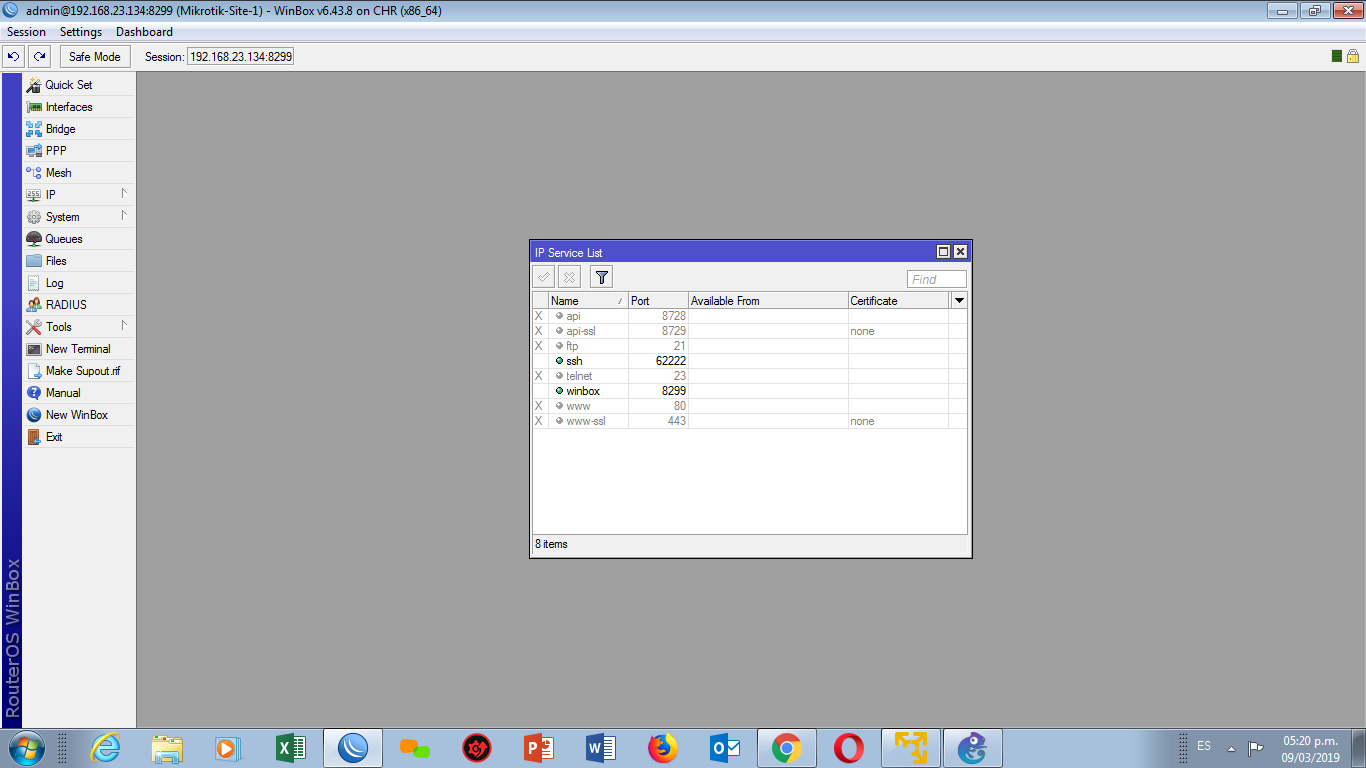 admin@192.168.23.134:8299 (Mikrotik-Site-1) - WinBox v6.43.8 on CHR (x86_64)
Session Settings Dashboard
Safe Mode Session: 192.168.23.134:8299
Quick Set
Interfaces
Bridge
PPP
Mesh
IP
System
Queues
Files
Log
RADIUS
Tools
New Terminal
Make Supout.rif
Manual
New WinBox
Exit
RouterOS WinBox
IP Service List
Find
Name Port Available From Certificate
X api 8728
X api-ssl 8729 none
X ftp 21
ssh 62222
X telnet 23
winbox 8299
X www 80
X www-ssl 443 none
8 items
ES
05:20 p.m.
09/03/2019